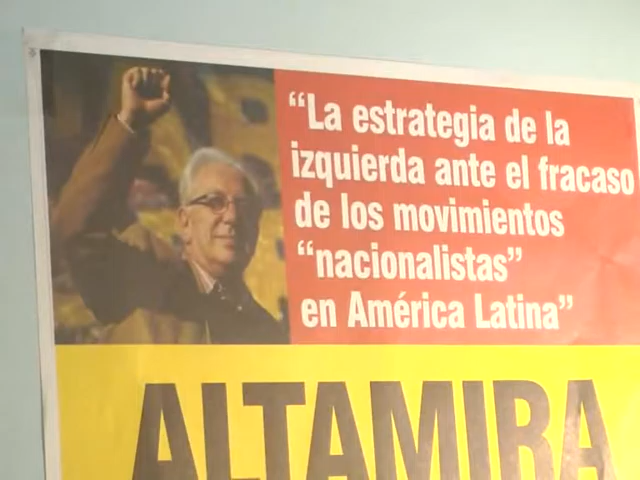 “La estrategia de la
izquierda ante el fracaso
de los movimientos
“nacionalistas”
en América Latina”
ALTAMIRA